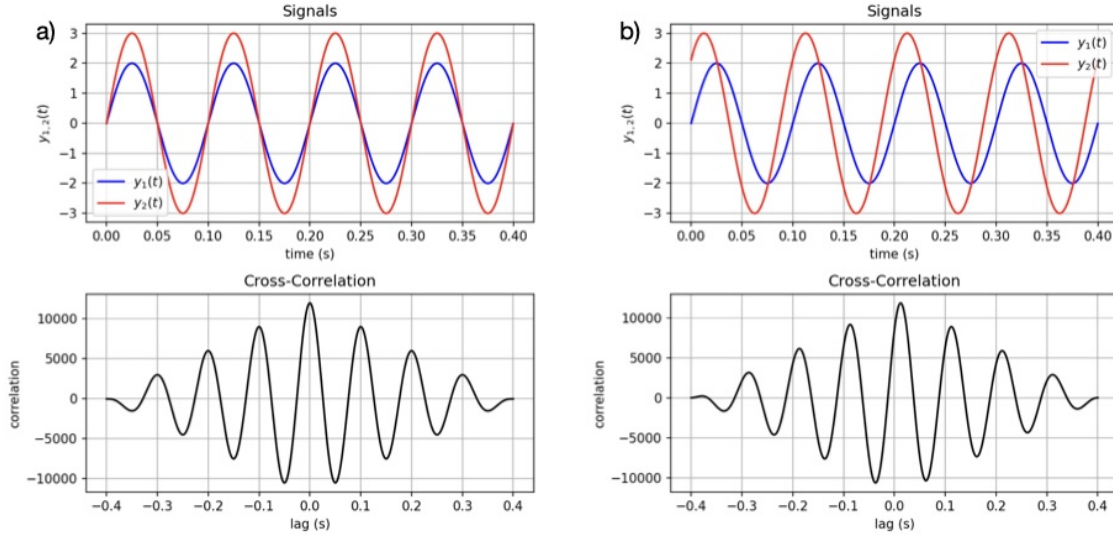 a)
Signals
y₁,₂(t)
3
2
1
0
−1
−2
−3
y₁(t)
y₂(t)
0.00 0.05 0.10 0.15 0.20 0.25 0.30 0.35 0.40
time (s)
Cross-Correlation
correlation
10000
5000
0
−5000
−10000
−0.4 −0.3 −0.2 −0.1 0.0 0.1 0.2 0.3 0.4
lag (s)
b)
Signals
y₁,₂(t)
3
2
1
0
−1
−2
−3
y₁(t)
y₂(t)
0.00 0.05 0.10 0.15 0.20 0.25 0.30 0.35 0.40
time (s)
Cross-Correlation
correlation
10000
5000
0
−5000
−10000
−0.4 −0.3 −0.2 −0.1 0.0 0.1 0.2 0.3 0.4
lag (s)